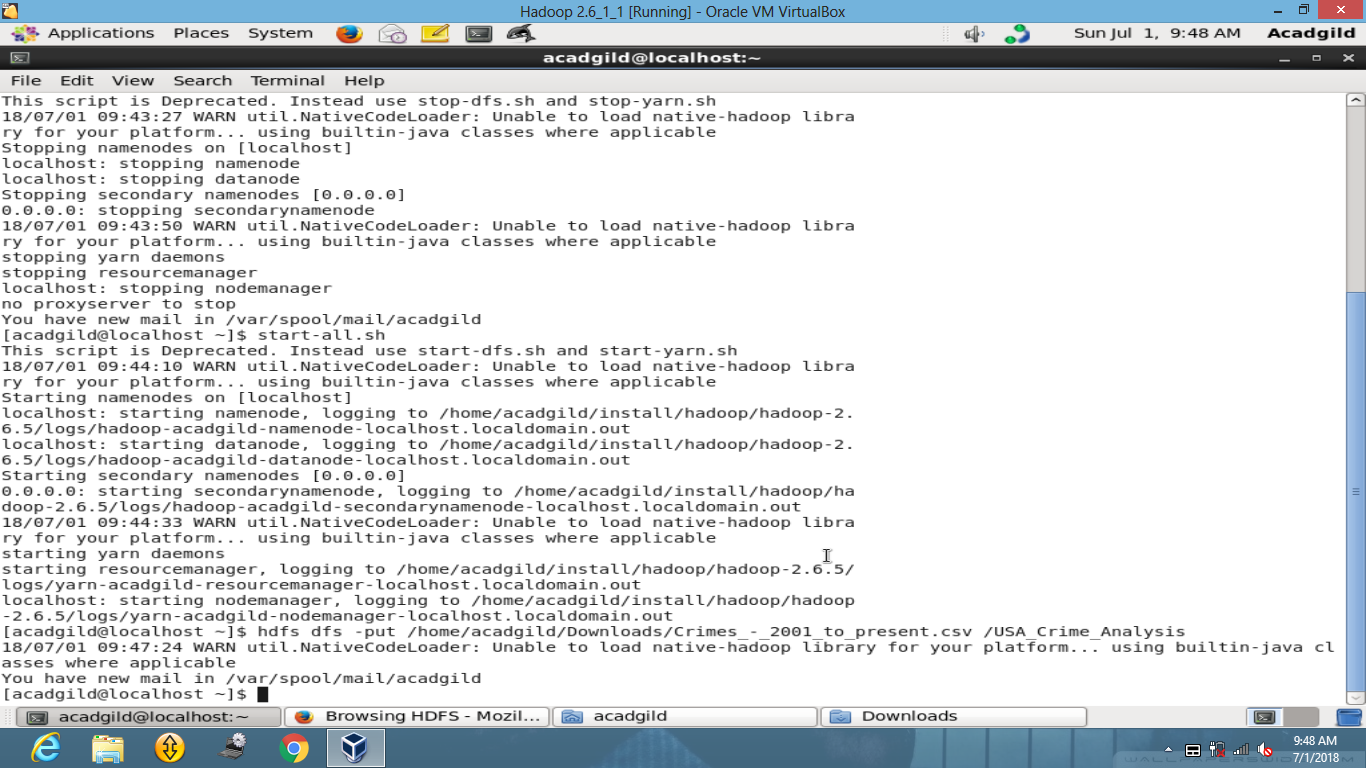 Hadoop 2.6_1_1 [Running] - Oracle VM VirtualBox
Applications Places System Sun Jul 1, 9:48 AM Acadgild
acadgild@localhost:~
File Edit View Search Terminal Help
This script is Deprecated. Instead use stop-dfs.sh and stop-yarn.sh
18/07/01 09:43:27 WARN util.NativeCodeLoader: Unable to load native-hadoop libra
ry for your platform... using builtin-java classes where applicable
Stopping namenodes on [localhost]
localhost: stopping namenode
localhost: stopping datanode
Stopping secondary namenodes [0.0.0.0]
0.0.0.0: stopping secondarynamenode
18/07/01 09:43:50 WARN util.NativeCodeLoader: Unable to load native-hadoop libra
ry for your platform... using builtin-java classes where applicable
stopping yarn daemons
stopping resourcemanager
localhost: stopping nodemanager
no proxyserver to stop
You have new mail in /var/spool/mail/acadgild
[acadgild@localhost ~]$ start-all.sh
This script is Deprecated. Instead use start-dfs.sh and start-yarn.sh
18/07/01 09:44:10 WARN util.NativeCodeLoader: Unable to load native-hadoop libra
ry for your platform... using builtin-java classes where applicable
Starting namenodes on [localhost]
localhost: starting namenode, logging to /home/acadgild/install/hadoop/hadoop-2.
6.5/logs/hadoop-acadgild-namenode-localhost.localdomain.out
localhost: starting datanode, logging to /home/acadgild/install/hadoop/hadoop-2.
6.5/logs/hadoop-acadgild-datanode-localhost.localdomain.out
Starting secondary namenodes [0.0.0.0]
0.0.0.0: starting secondarynamenode, logging to /home/acadgild/install/hadoop/ha
doop-2.6.5/logs/hadoop-acadgild-secondarynamenode-localhost.localdomain.out
18/07/01 09:44:33 WARN util.NativeCodeLoader: Unable to load native-hadoop libra
ry for your platform... using builtin-java classes where applicable
starting yarn daemons
starting resourcemanager, logging to /home/acadgild/install/hadoop/hadoop-2.6.5/
logs/yarn-acadgild-resourcemanager-localhost.localdomain.out
localhost: starting nodemanager, logging to /home/acadgild/install/hadoop/hadoop
-2.6.5/logs/yarn-acadgild-nodemanager-localhost.localdomain.out
[acadgild@localhost ~]$ hdfs dfs -put /home/acadgild/Downloads/Crimes_-_2001_to_present.csv /USA_Crime_Analysis
18/07/01 09:47:24 WARN util.NativeCodeLoader: Unable to load native-hadoop library for your platform... using builtin-java cl
asses where applicable
You have new mail in /var/spool/mail/acadgild
[acadgild@localhost ~]$
acadgild@localhost:~ Browsing HDFS - Mozil... acadgild Downloads
9:48 AM
7/1/2018